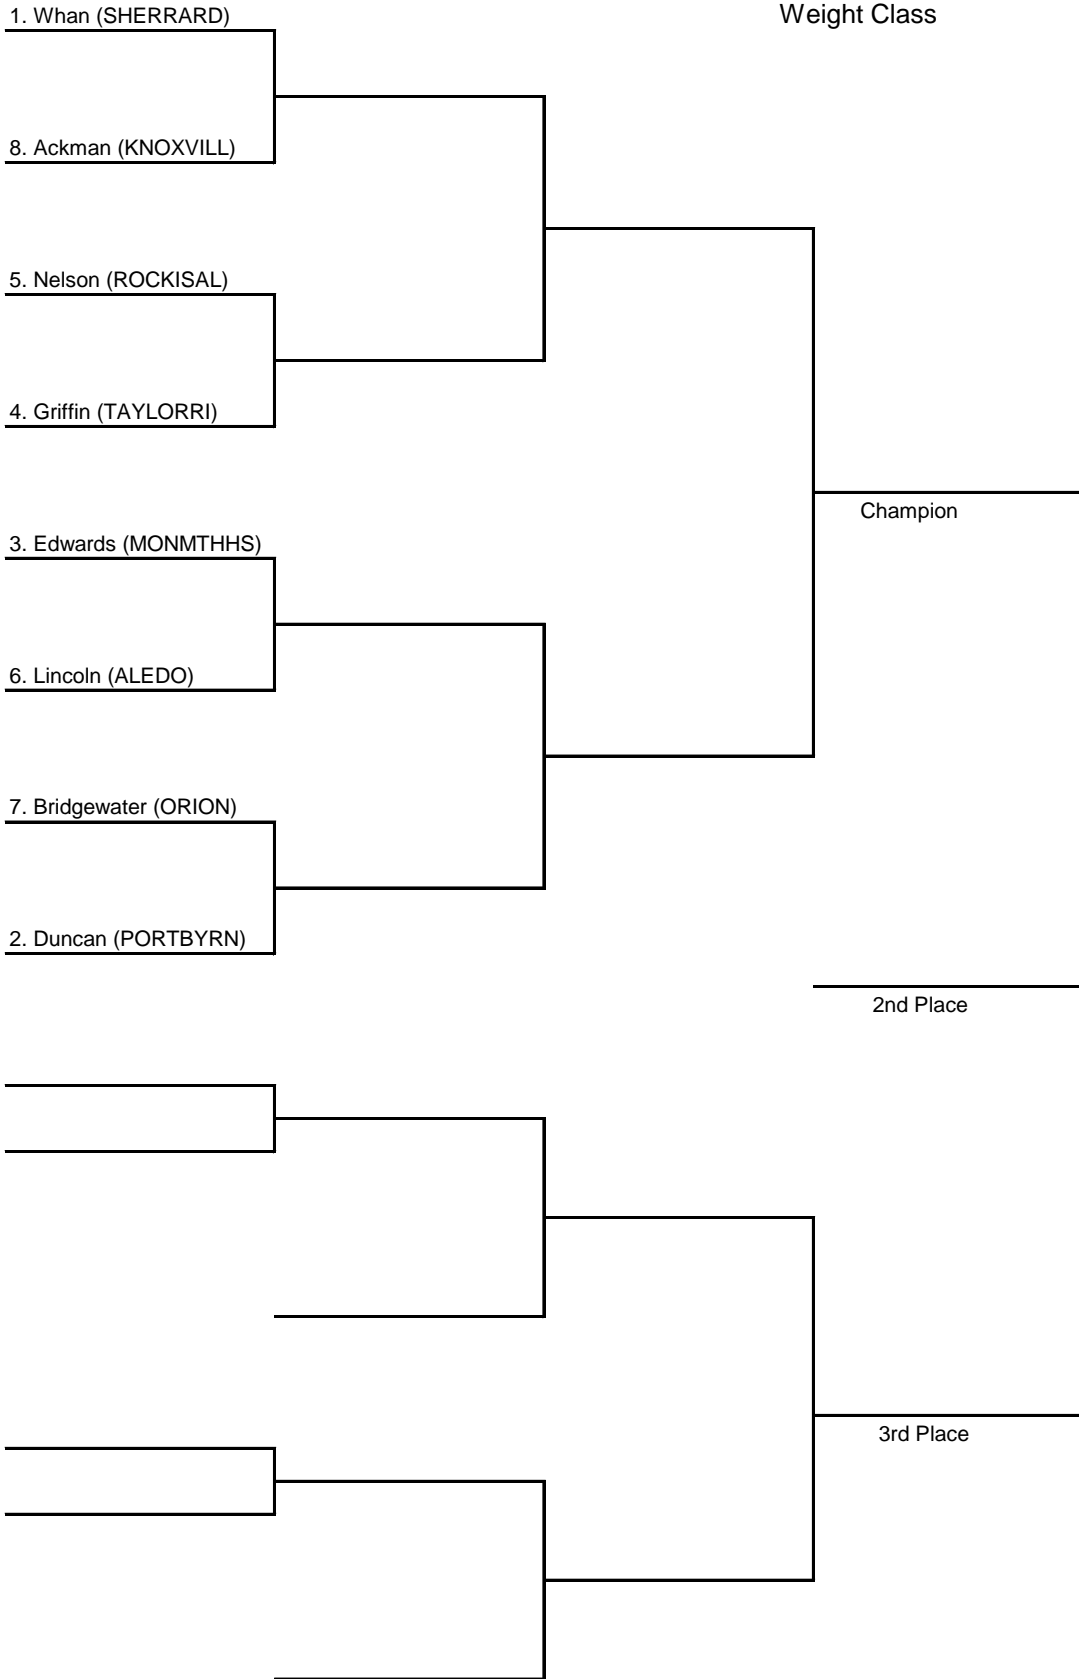 1. Whan (SHERRARD)
Weight Class
8. Ackman (KNOXVILL)
5. Nelson (ROCKISAL)
4. Griffin (TAYLORRI)
Champion
3. Edwards (MONMTHHS)
6. Lincoln (ALEDO)
7. Bridgewater (ORION)
2. Duncan (PORTBYRN)
2nd Place
3rd Place